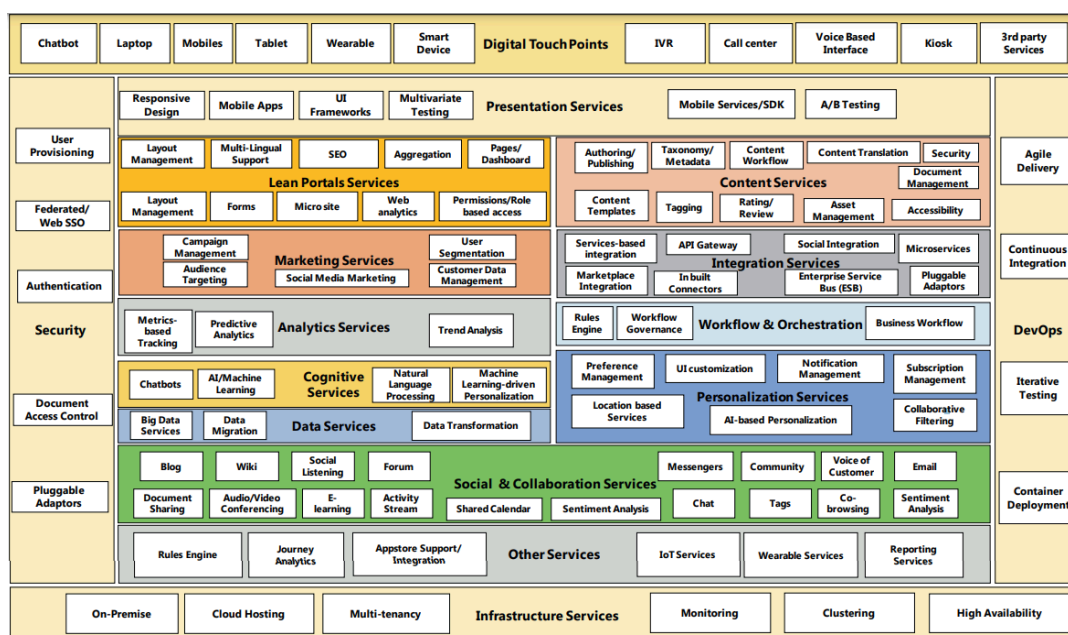 Chatbot
Laptop
Mobiles
Tablet
Wearable
Smart
Device
Digital Touch Points
IVR
Call center
Voice Based
Interface
Kiosk
3rd party
Services
User
Provisioning
Federated/
Web SSO
Authentication
Security
Document
Access Control
Pluggable
Adaptors
Responsive
Design
Mobile Apps
UI
Frameworks
Multivariate
Testing
Presentation Services
Mobile Services/SDK
A/B Testing
Layout
Management
Multi-Lingual
Support
SEO
Aggregation
Pages/
Dashboard
Lean Portals Services
Layout
Management
Forms
Micro site
Web
analytics
Permissions/Role
based access
Authoring/
Publishing
Taxonomy/
Metadata
Content
Workflow
Content Translation
Security
Content Services
Document
Management
Content
Templates
Tagging
Rating/
Review
Asset
Management
Accessibility
Campaign
Management
User
Segmentation
Marketing Services
Audience
Targeting
Social Media Marketing
Customer Data
Management
Services-based
integration
API Gateway
Social Integration
Microservices
Integration Services
Marketplace
Integration
In built
Connectors
Enterprise Service
Bus (ESB)
Pluggable
Adaptors
Metrics-
based
Tracking
Predictive
Analytics
Analytics Services
Trend Analysis
Rules
Engine
Workflow
Governance
Workflow & Orchestration
Business Workflow
Chatbots
AI/Machine
Learning
Cognitive
Services
Natural
Language
Processing
Machine
Learning-driven
Personalization
Big Data
Services
Data
Migration
Data Services
Data Transformation
Preference
Management
UI customization
Notification
Management
Subscription
Management
Personalization Services
Location based
Services
AI-based Personalization
Collaborative
Filtering
Blog
Wiki
Social
Listening
Forum
Messengers
Community
Voice of
Customer
Email
Social & Collaboration Services
Document
Sharing
Audio/Video
Conferencing
E-
learning
Activity
Stream
Shared Calendar
Sentiment Analysis
Chat
Tags
Co-
browsing
Sentiment
Analysis
Rules Engine
Journey
Analytics
Appstore Support/
Integration
Other Services
IoT Services
Wearable Services
Reporting
Services
Agile
Delivery
Continuous
Integration
DevOps
Iterative
Testing
Container
Deployment
On-Premise
Cloud Hosting
Multi-tenancy
Infrastructure Services
Monitoring
Clustering
High Availability